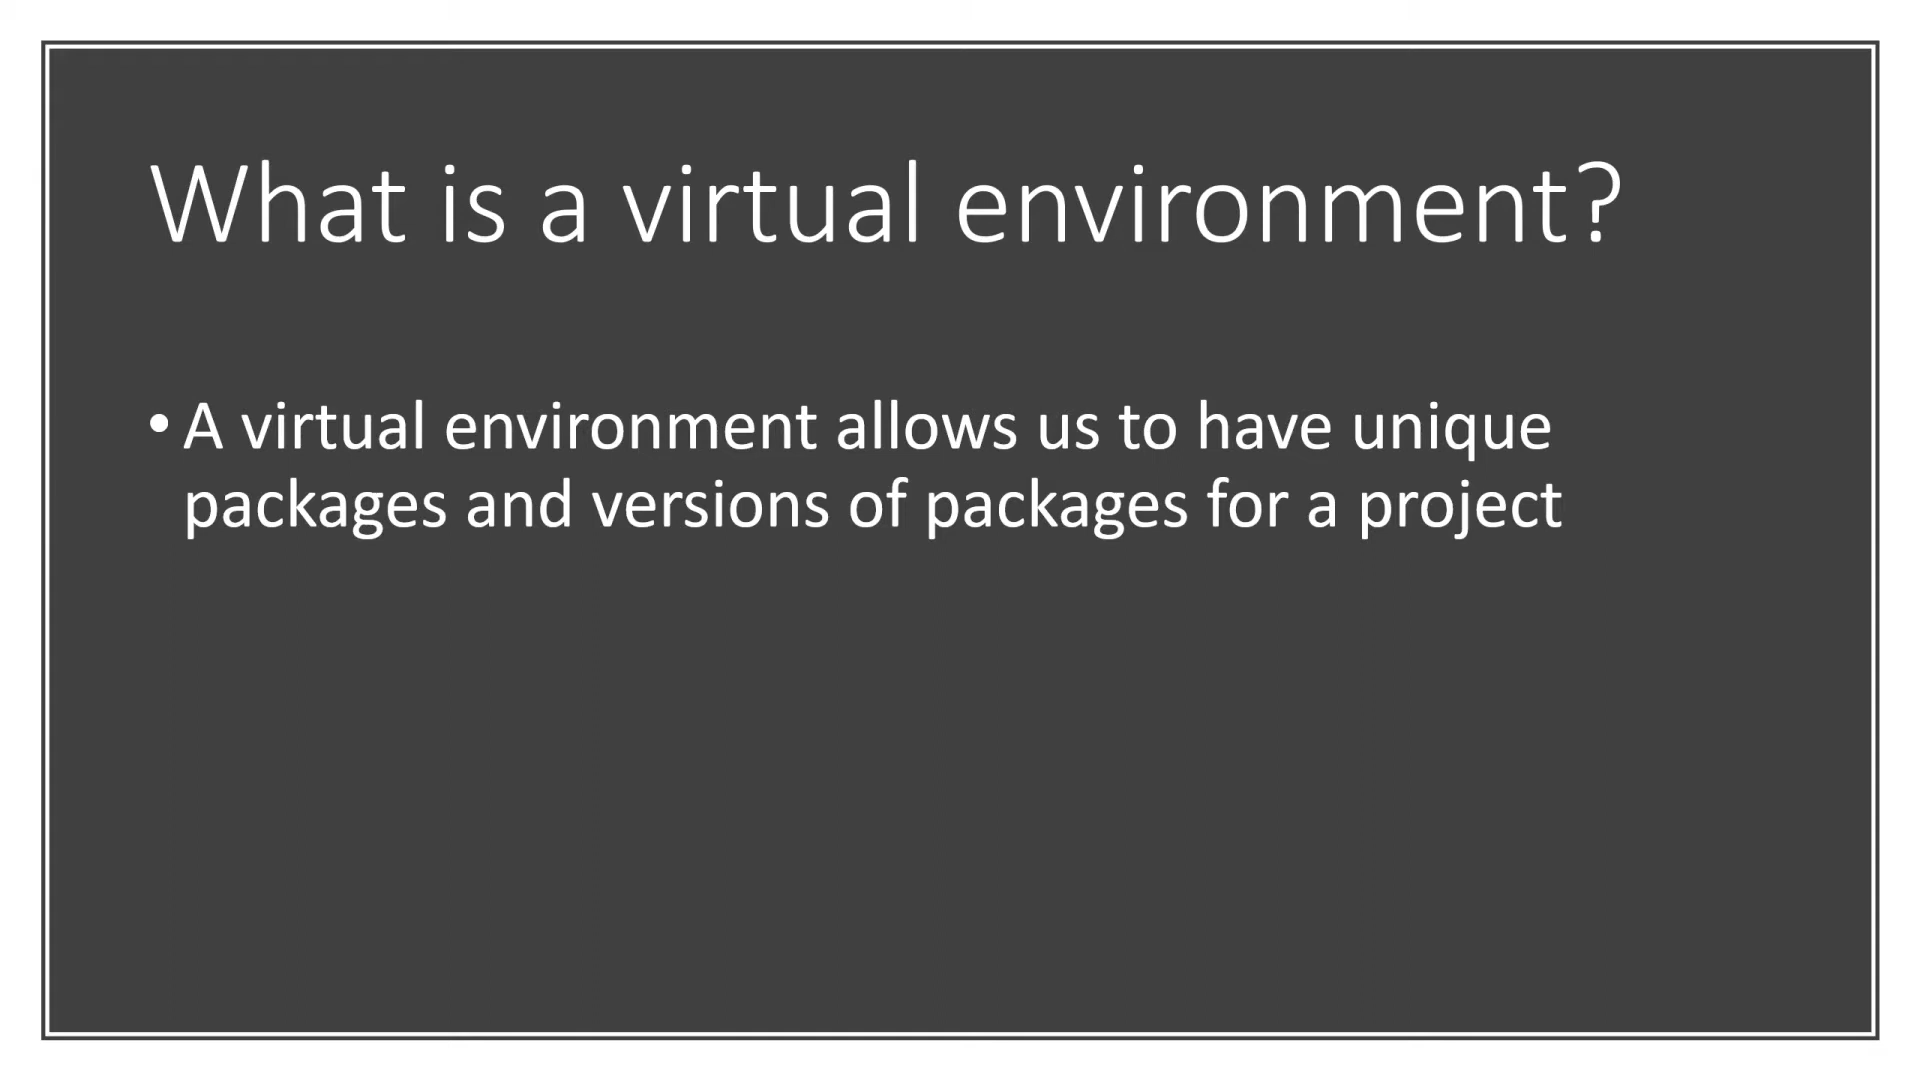 What is a virtual environment?
• A virtual environment allows us to have unique
packages and versions of packages for a project